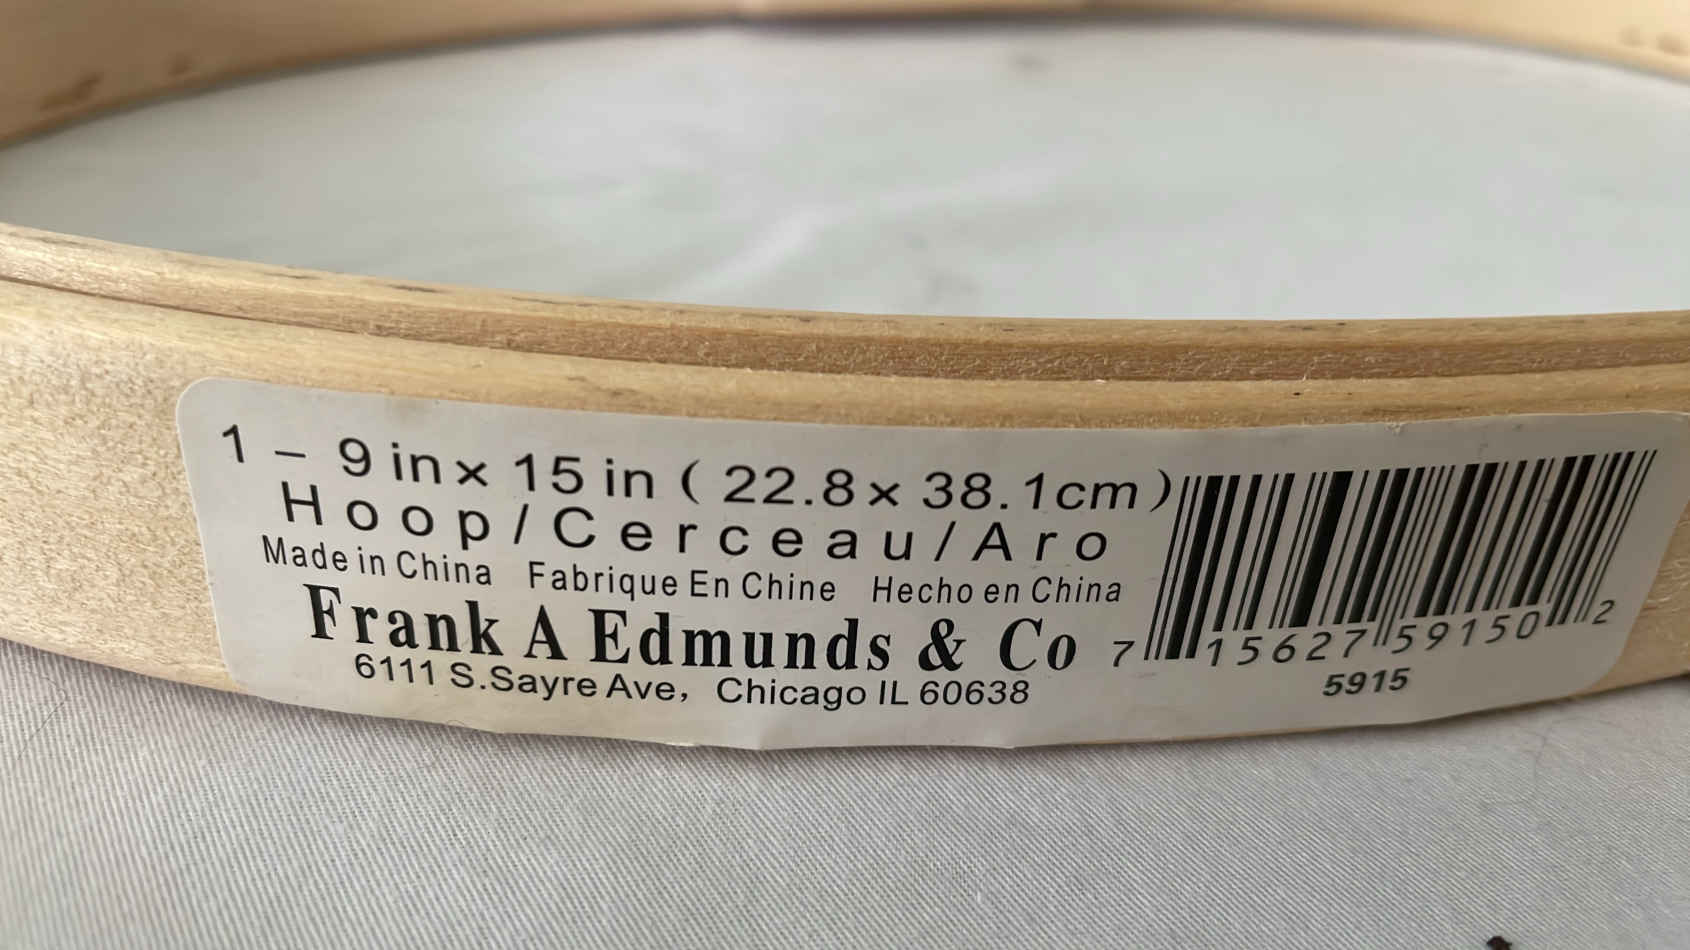 1 – 9 in × 15 in ( 22.8 × 38.1cm )
Hoop/Cerceau/Aro
Made in China Fabrique En Chine Hecho en China
Frank A Edmunds & Co
6111 S.Sayre Ave, Chicago IL 60638
7 15627 59150 2
5915